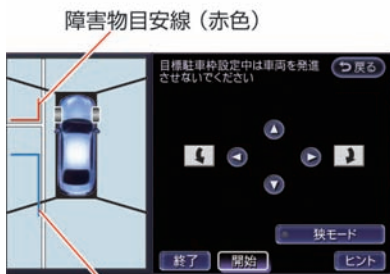 障害物目安線（赤色）
目標駐車枠設定中は車両を発進
させないでください
戻る
狭モード
終了
開始
ヒント